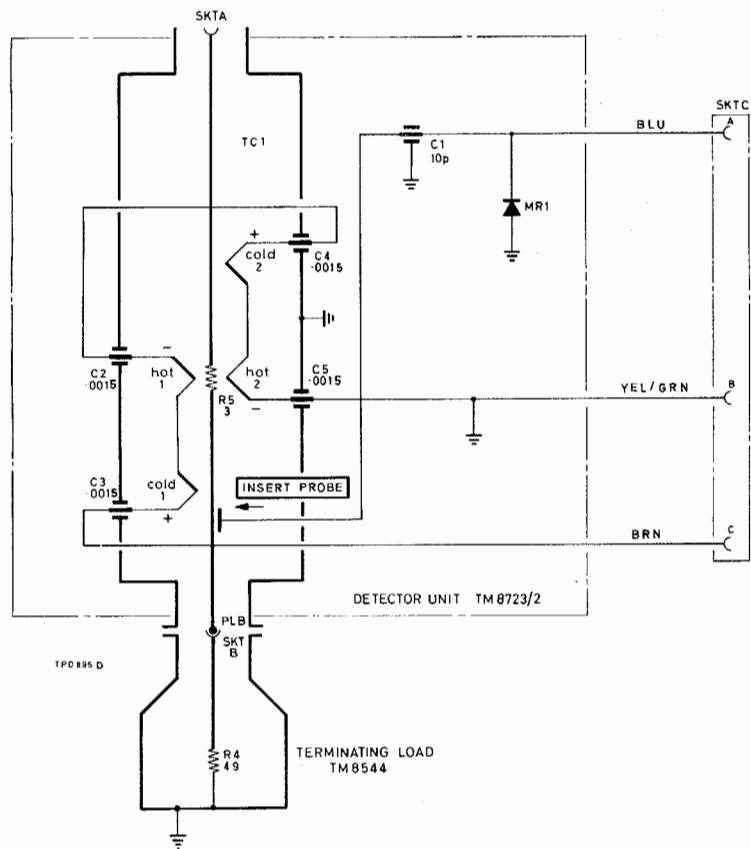 SKTA
TC1
SKTC
A
BLU
C1
10p
MR1
+
cold
2
C4
·0015
C2
·0015
−
hot
1
hot
2
−
C5
·0015
R5
3
YEL/GRN
B
C3
·0015
cold
1
+
INSERT PROBE
BRN
C
DETECTOR UNIT TM 8723/2
PLB
SKT
B
TPD895D
R4
49
TERMINATING LOAD
TM 8544